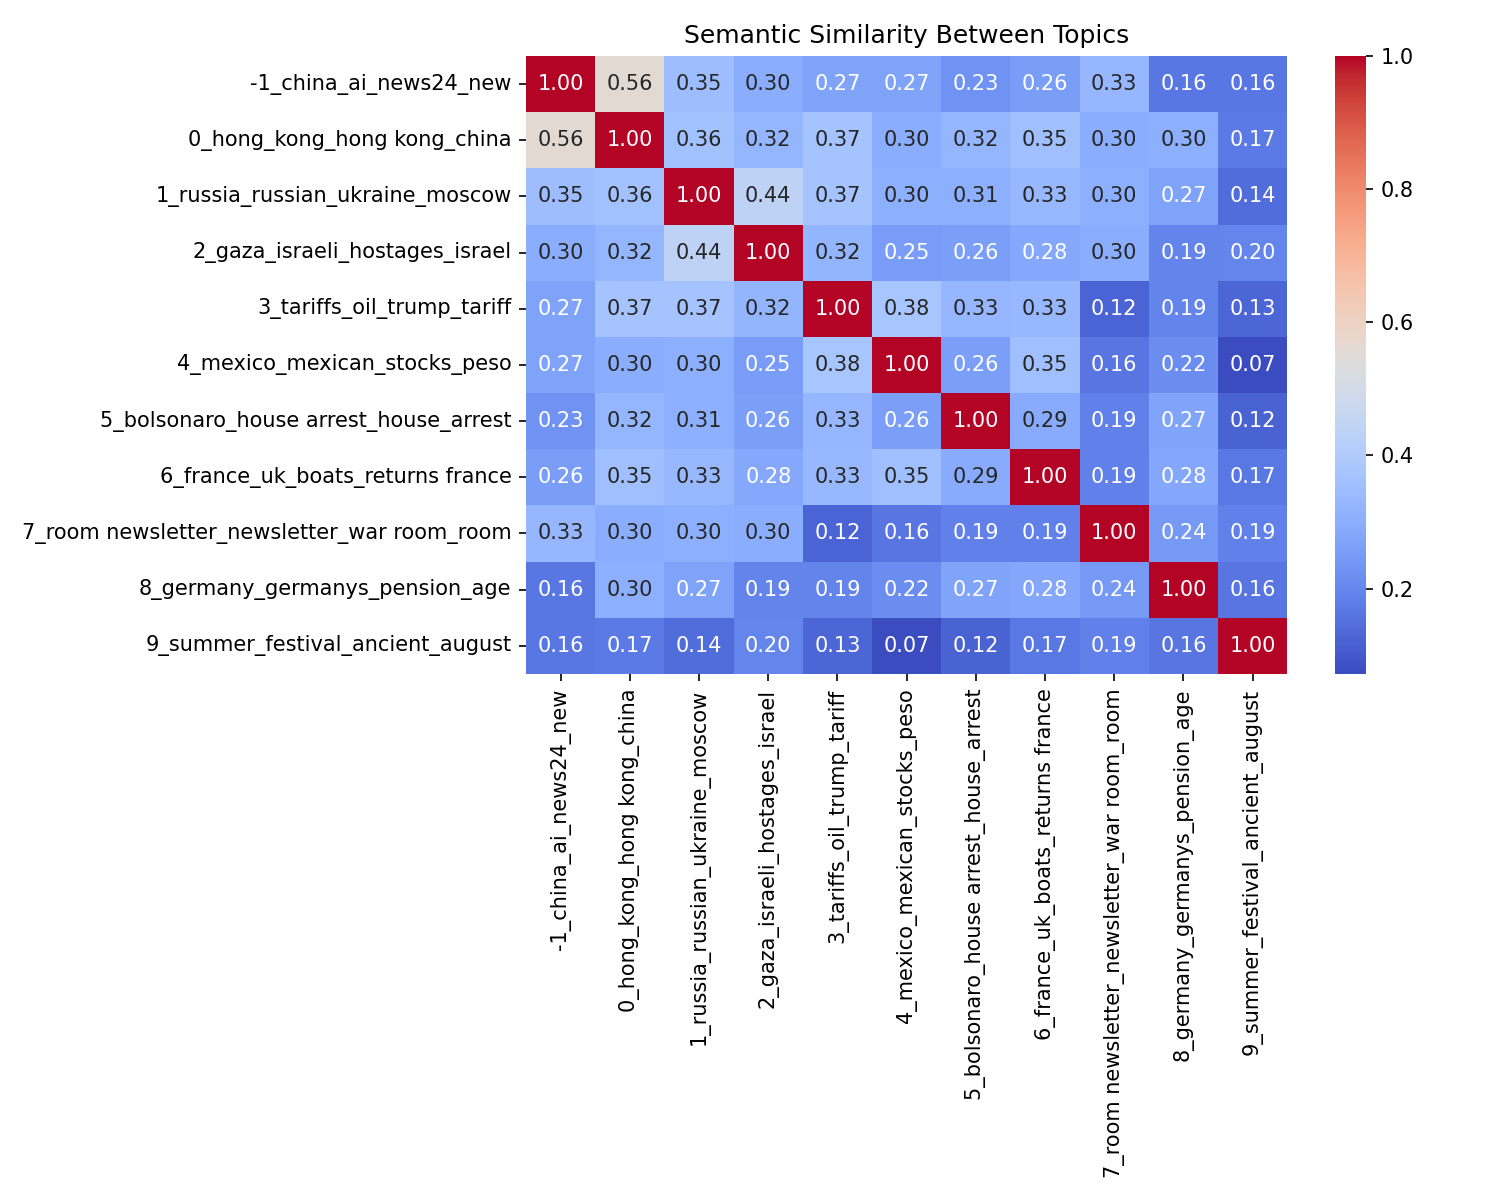 Semantic Similarity Between Topics
-1_china_ai_news24_new 1.00 0.56 0.35 0.30 0.27 0.27 0.23 0.26 0.33 0.16 0.16
0_hong_kong_hong kong_china 0.56 1.00 0.36 0.32 0.37 0.30 0.32 0.35 0.30 0.30 0.17
1_russia_russian_ukraine_moscow 0.35 0.36 1.00 0.44 0.37 0.30 0.31 0.33 0.30 0.27 0.14
2_gaza_israeli_hostages_israel 0.30 0.32 0.44 1.00 0.32 0.25 0.26 0.28 0.30 0.19 0.20
3_tariffs_oil_trump_tariff 0.27 0.37 0.37 0.32 1.00 0.38 0.33 0.33 0.12 0.19 0.13
4_mexico_mexican_stocks_peso 0.27 0.30 0.30 0.25 0.38 1.00 0.26 0.35 0.16 0.22 0.07
5_bolsonaro_house arrest_house_arrest 0.23 0.32 0.31 0.26 0.33 0.26 1.00 0.29 0.19 0.27 0.12
6_france_uk_boats_returns france 0.26 0.35 0.33 0.28 0.33 0.35 0.29 1.00 0.19 0.28 0.17
7_room newsletter_newsletter_war room_room 0.33 0.30 0.30 0.30 0.12 0.16 0.19 0.19 1.00 0.24 0.19
8_germany_germanys_pension_age 0.16 0.30 0.27 0.19 0.19 0.22 0.27 0.28 0.24 1.00 0.16
9_summer_festival_ancient_august 0.16 0.17 0.14 0.20 0.13 0.07 0.12 0.17 0.19 0.16 1.00
-1_china_ai_news24_new
0_hong_kong_hong kong_china
1_russia_russian_ukraine_moscow
2_gaza_israeli_hostages_israel
3_tariffs_oil_trump_tariff
4_mexico_mexican_stocks_peso
5_bolsonaro_house arrest_house_arrest
6_france_uk_boats_returns france
7_room newsletter_newsletter_war room_room
8_germany_germanys_pension_age
9_summer_festival_ancient_august
1.0
0.8
0.6
0.4
0.2